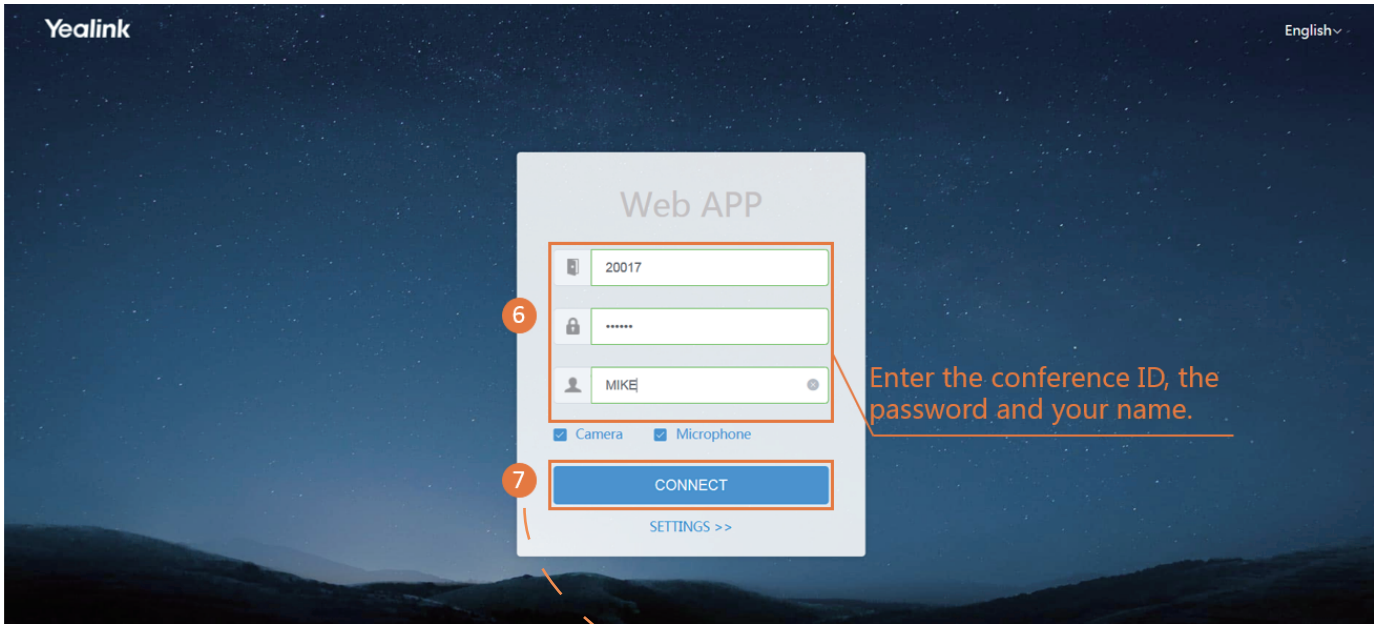 Yealink
English
Web APP
20017
6
••••••
MIKE
Enter the conference ID, the
password and your name.
Camera
Microphone
7
CONNECT
SETTINGS >>